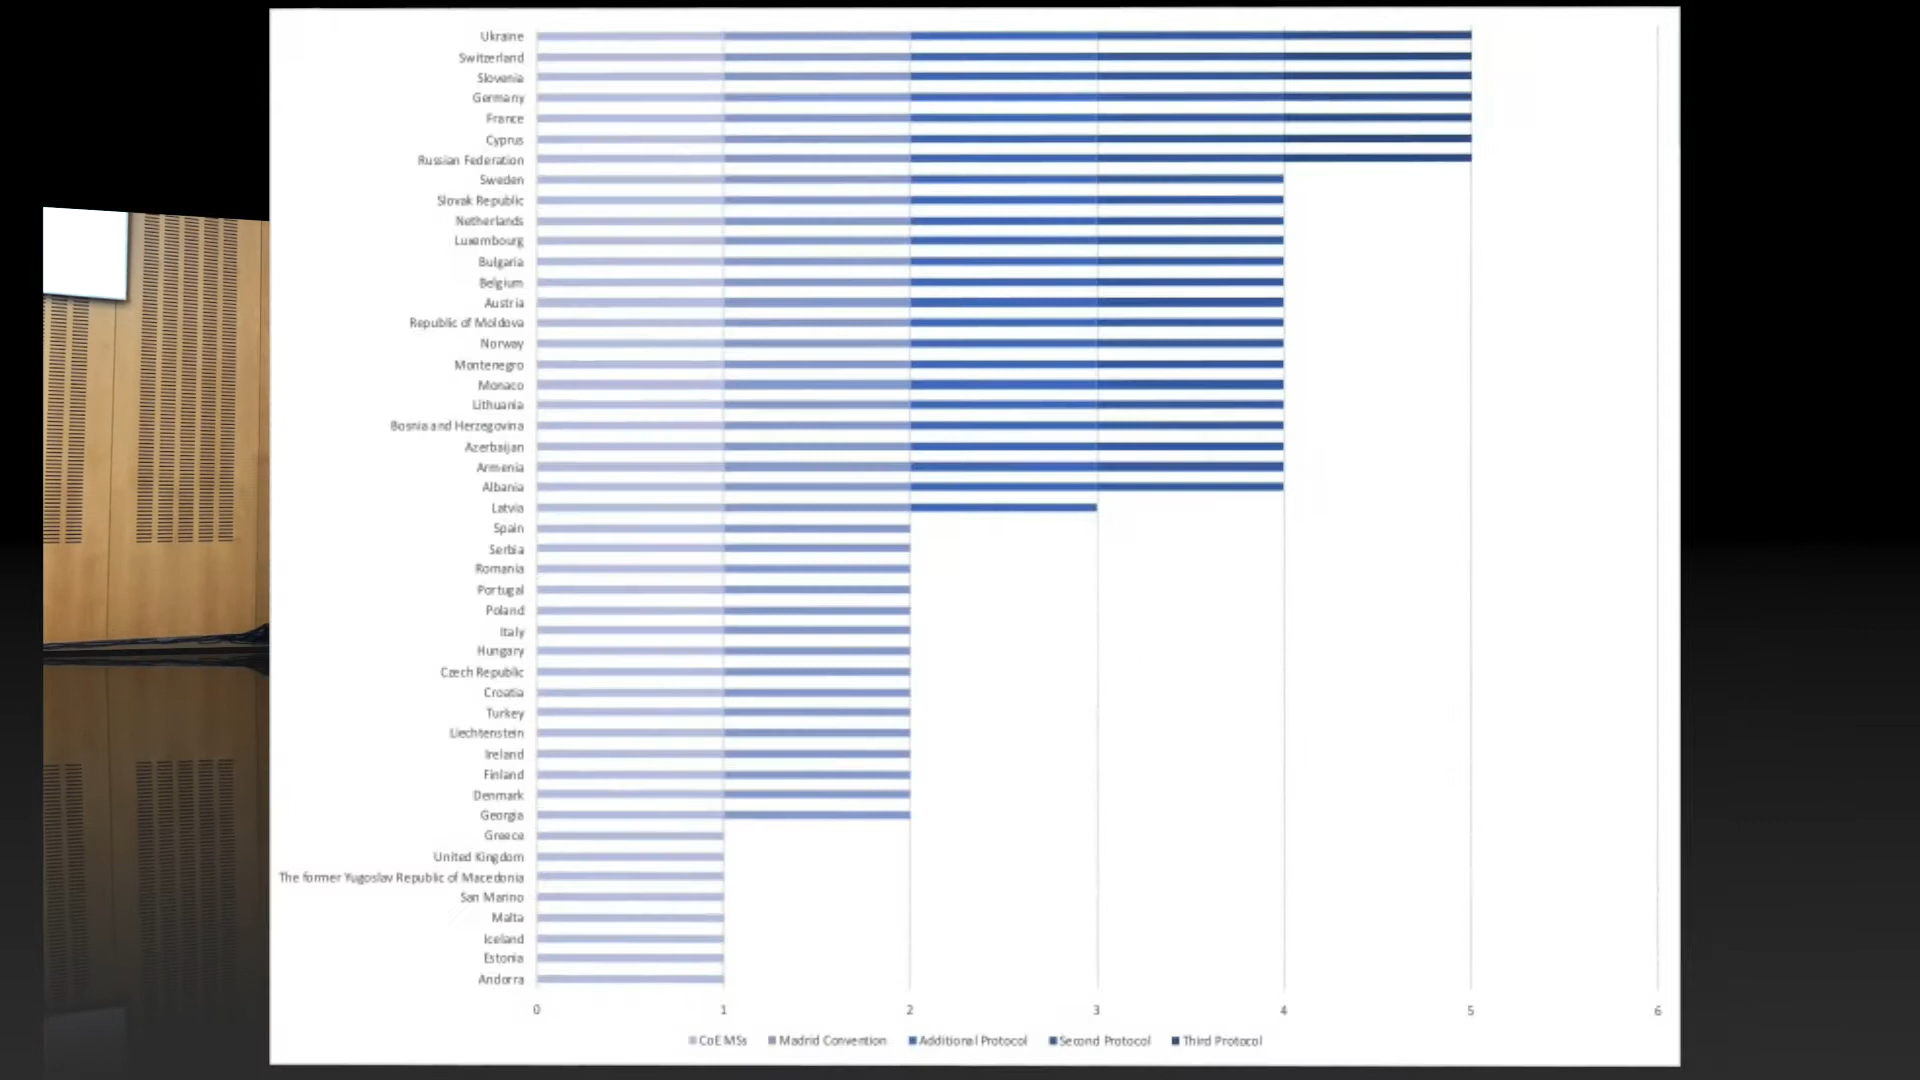 Ukraine
Switzerland
Slovenia
Germany
France
Cyprus
Russian Federation
Sweden
Slovak Republic
Netherlands
Luxembourg
Bulgaria
Belgium
Austria
Republic of Moldova
Norway
Montenegro
Monaco
Lithuania
Bosnia and Herzegovina
Azerbaijan
Armenia
Albania
Latvia
Spain
Serbia
Romania
Portugal
Poland
Italy
Hungary
Czech Republic
Croatia
Turkey
Liechtenstein
Ireland
Finland
Denmark
Georgia
Greece
United Kingdom
The former Yugoslav Republic of Macedonia
San Marino
Malta
Iceland
Estonia
Andorra
0 1 2 3 4 5 6
CoE MSs Madrid Convention Additional Protocol Second Protocol Third Protocol